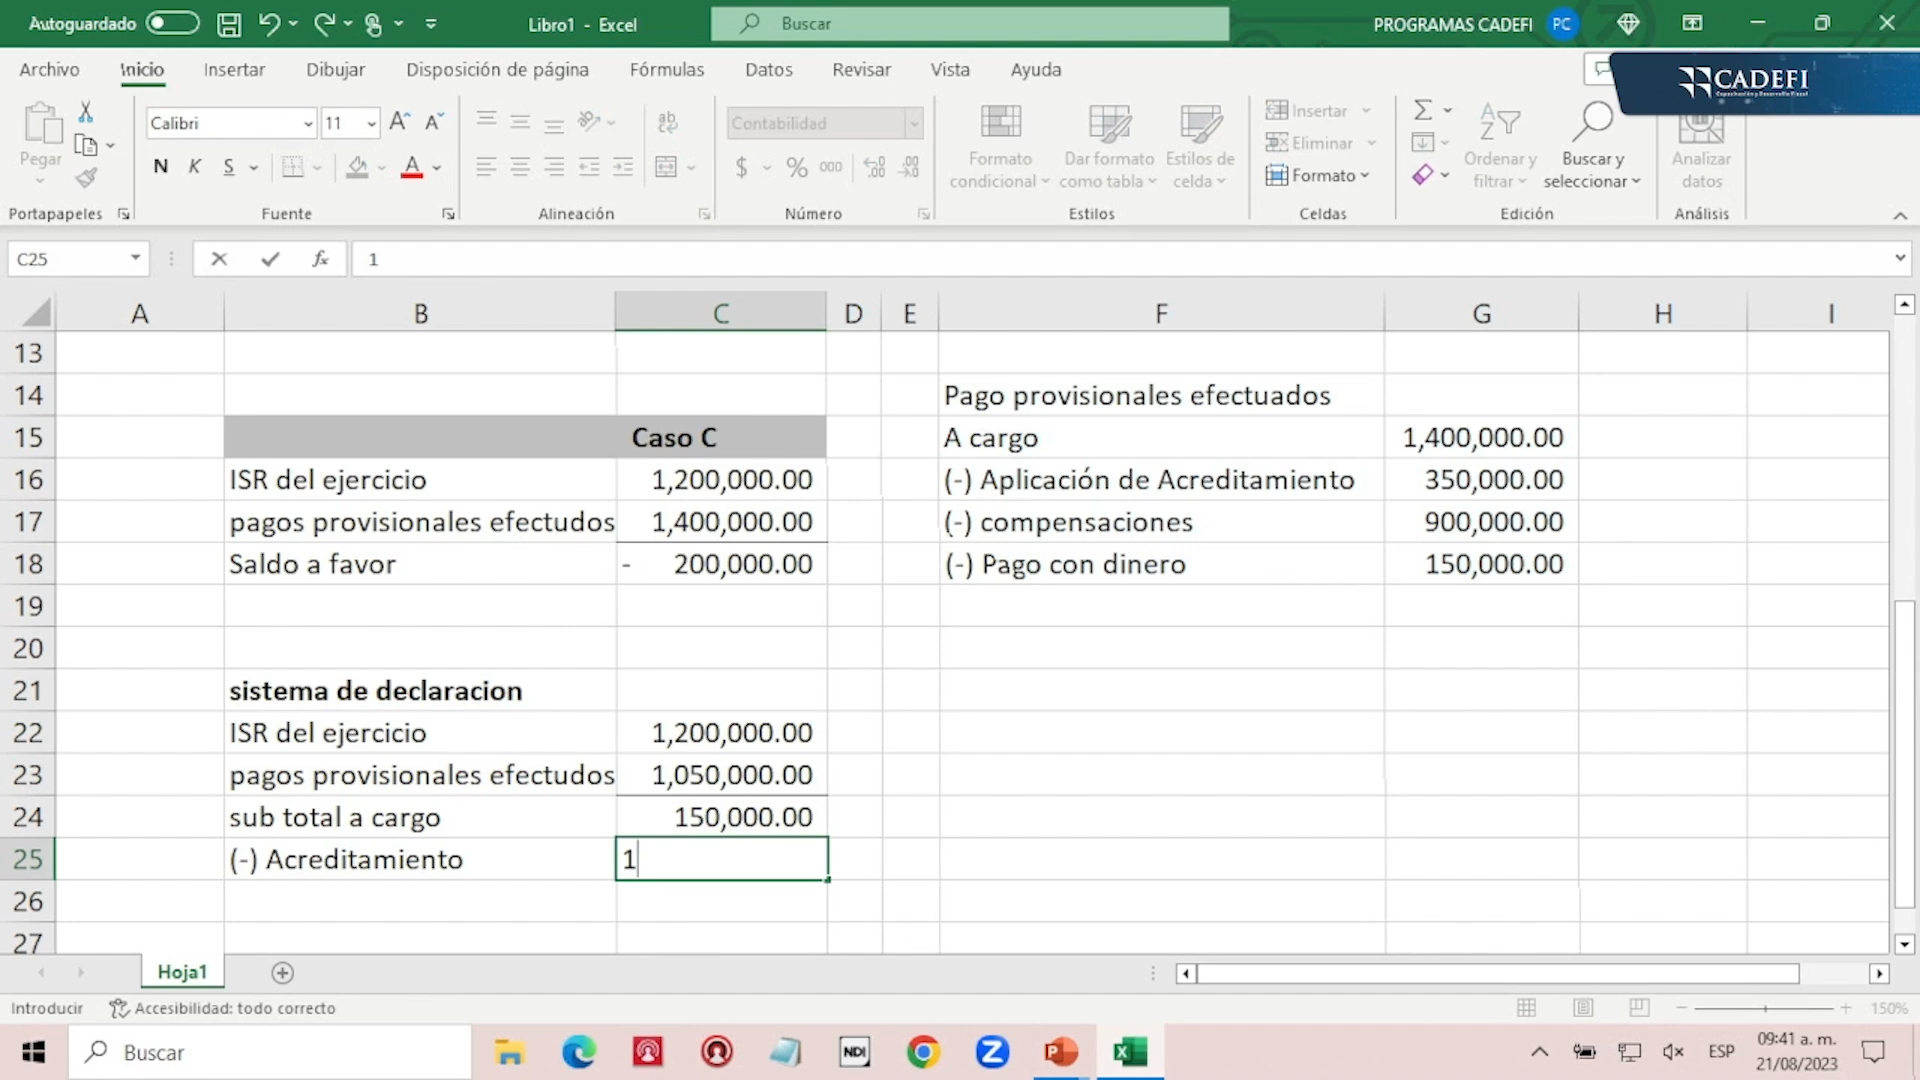 Autoguardado
Libro1 - Excel
Buscar
PROGRAMAS CADEFI
PC
Archivo
Inicio
Insertar
Dibujar
Disposición de página
Fórmulas
Datos
Revisar
Vista
Ayuda
CADEFI
Pegar
Calibri
11
N K S
Contabilidad
$ % 000
Formato condicional
Dar formato como tabla
Estilos de celda
Insertar
Eliminar
Formato
Ordenar y filtrar
Buscar y seleccionar
Analizar datos
Portapapeles
Fuente
Alineación
Número
Estilos
Celdas
Edición
Análisis
C25
fx
1
A B C D E F G H I
13
14 Pago provisionales efectuados
15 Caso C A cargo 1,400,000.00
16 ISR del ejercicio 1,200,000.00 (-) Aplicación de Acreditamiento 350,000.00
17 pagos provisionales efectudos 1,400,000.00 (-) compensaciones 900,000.00
18 Saldo a favor - 200,000.00 (-) Pago con dinero 150,000.00
19
20
21 sistema de declaracion
22 ISR del ejercicio 1,200,000.00
23 pagos provisionales efectudos 1,050,000.00
24 sub total a cargo 150,000.00
25 (-) Acreditamiento 1
26
27
Hoja1
Introducir
Accesibilidad: todo correcto
150%
Buscar
NDI
ESP
09:41 a. m.
21/08/2023